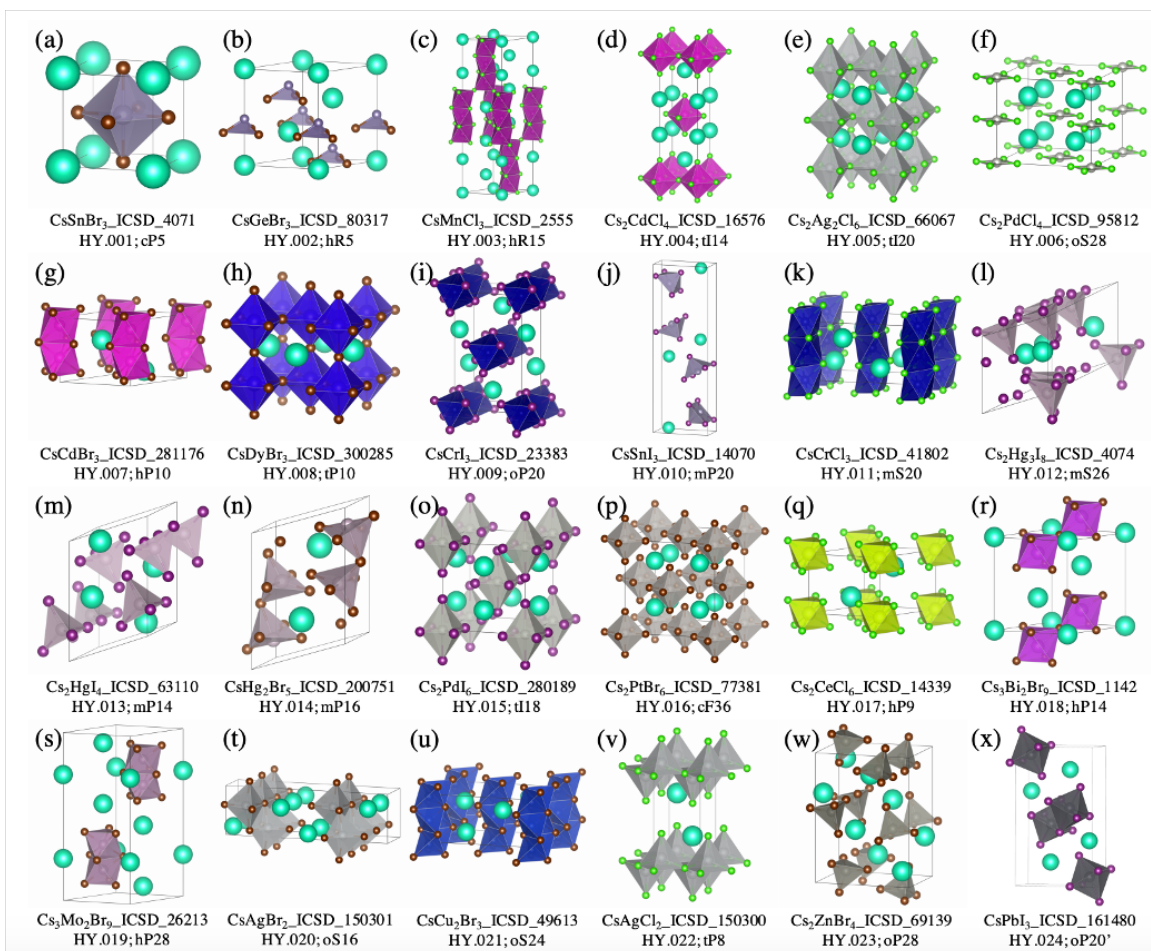 (a) (b) (c) (d) (e) (f)
CsSnBr₃_ICSD_4071 CsGeBr₃_ICSD_80317 CsMnCl₃_ICSD_2555 Cs₂CdCl₄_ICSD_16576 Cs₂Ag₂Cl₆_ICSD_66067 Cs₂PdCl₄_ICSD_95812
HY.001;cP5 HY.002;hR5 HY.003;hR15 HY.004;tI14 HY.005;tI20 HY.006;oS28
(g) (h) (i) (j) (k) (l)
CsCdBr₃_ICSD_281176 CsDyBr₃_ICSD_300285 CsCrI₃_ICSD_23383 CsSnI₃_ICSD_14070 CsCrCl₃_ICSD_41802 Cs₂Hg₃I₈_ICSD_4074
HY.007;hP10 HY.008;tP10 HY.009;oP20 HY.010;mP20 HY.011;mS20 HY.012;mS26
(m) (n) (o) (p) (q) (r)
Cs₂HgI₄_ICSD_63110 CsHg₂Br₅_ICSD_200751 Cs₂PdI₆_ICSD_280189 Cs₂PtBr₆_ICSD_77381 Cs₂CeCl₆_ICSD_14339 Cs₃Bi₂Br₉_ICSD_1142
HY.013;mP14 HY.014;mP16 HY.015;tI18 HY.016;cF36 HY.017;hP9 HY.018;hP14
(s) (t) (u) (v) (w) (x)
Cs₃Mo₂Br₉_ICSD_26213 CsAgBr₂_ICSD_150301 CsCu₂Br₃_ICSD_49613 CsAgCl₂_ICSD_150300 Cs₂ZnBr₄_ICSD_69139 CsPbI₃_ICSD_161480
HY.019;hP28 HY.020;oS16 HY.021;oS24 HY.022;tP8 HY.023;oP28 HY.024;oP20'